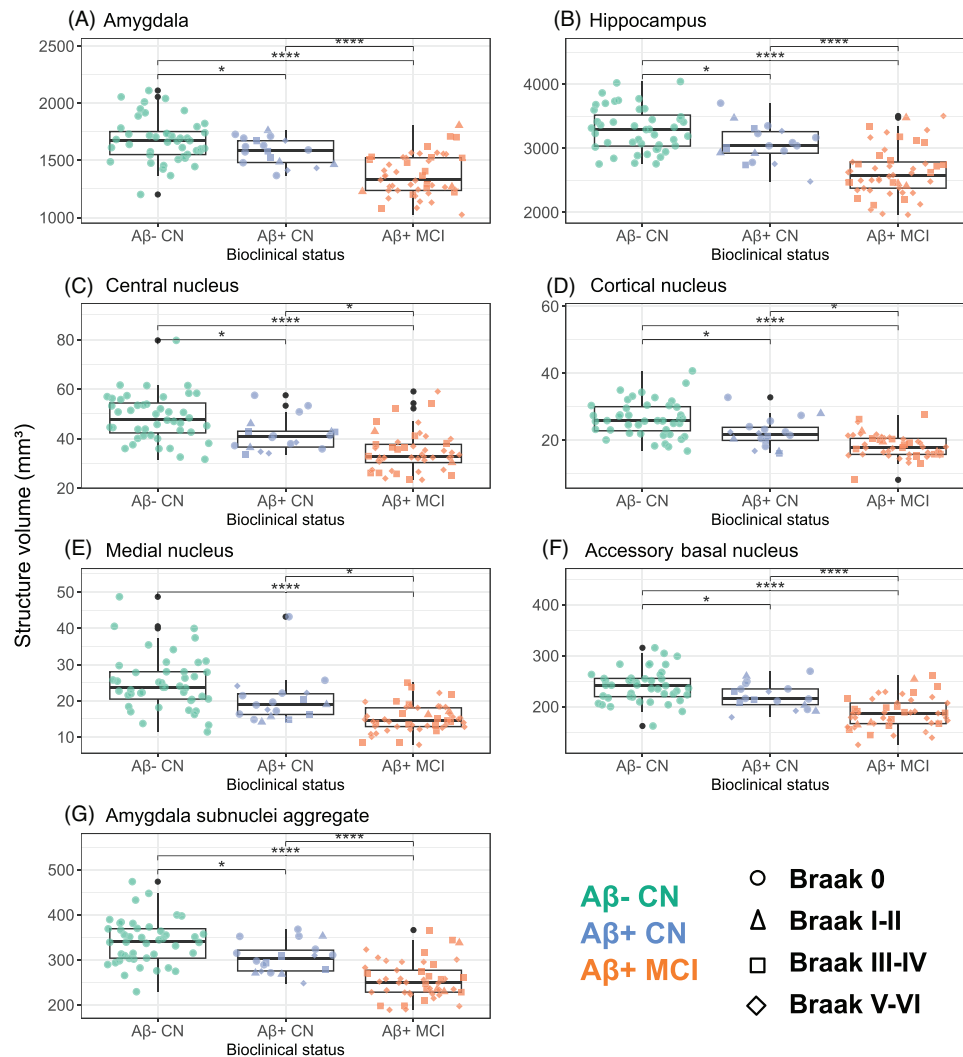 (A) Amygdala
2500
2000
1500
1000
****
****
*
Aβ- CN Aβ+ CN Aβ+ MCI
Bioclinical status
(B) Hippocampus
4000
3000
2000
****
****
*
Aβ- CN Aβ+ CN Aβ+ MCI
Bioclinical status
(C) Central nucleus
80
60
40
20
*
****
*
Aβ- CN Aβ+ CN Aβ+ MCI
Bioclinical status
(D) Cortical nucleus
60
40
20
*
****
*
Aβ- CN Aβ+ CN Aβ+ MCI
Bioclinical status
Structure volume (mm³)
(E) Medial nucleus
50
40
30
20
10
*
****
Aβ- CN Aβ+ CN Aβ+ MCI
Bioclinical status
(F) Accessory basal nucleus
400
300
200
****
****
*
Aβ- CN Aβ+ CN Aβ+ MCI
Bioclinical status
(G) Amygdala subnuclei aggregate
500
400
300
200
****
****
*
Aβ- CN Aβ+ CN Aβ+ MCI
Bioclinical status
Aβ- CN
Aβ+ CN
Aβ+ MCI
Braak 0
Braak I-II
Braak III-IV
Braak V-VI